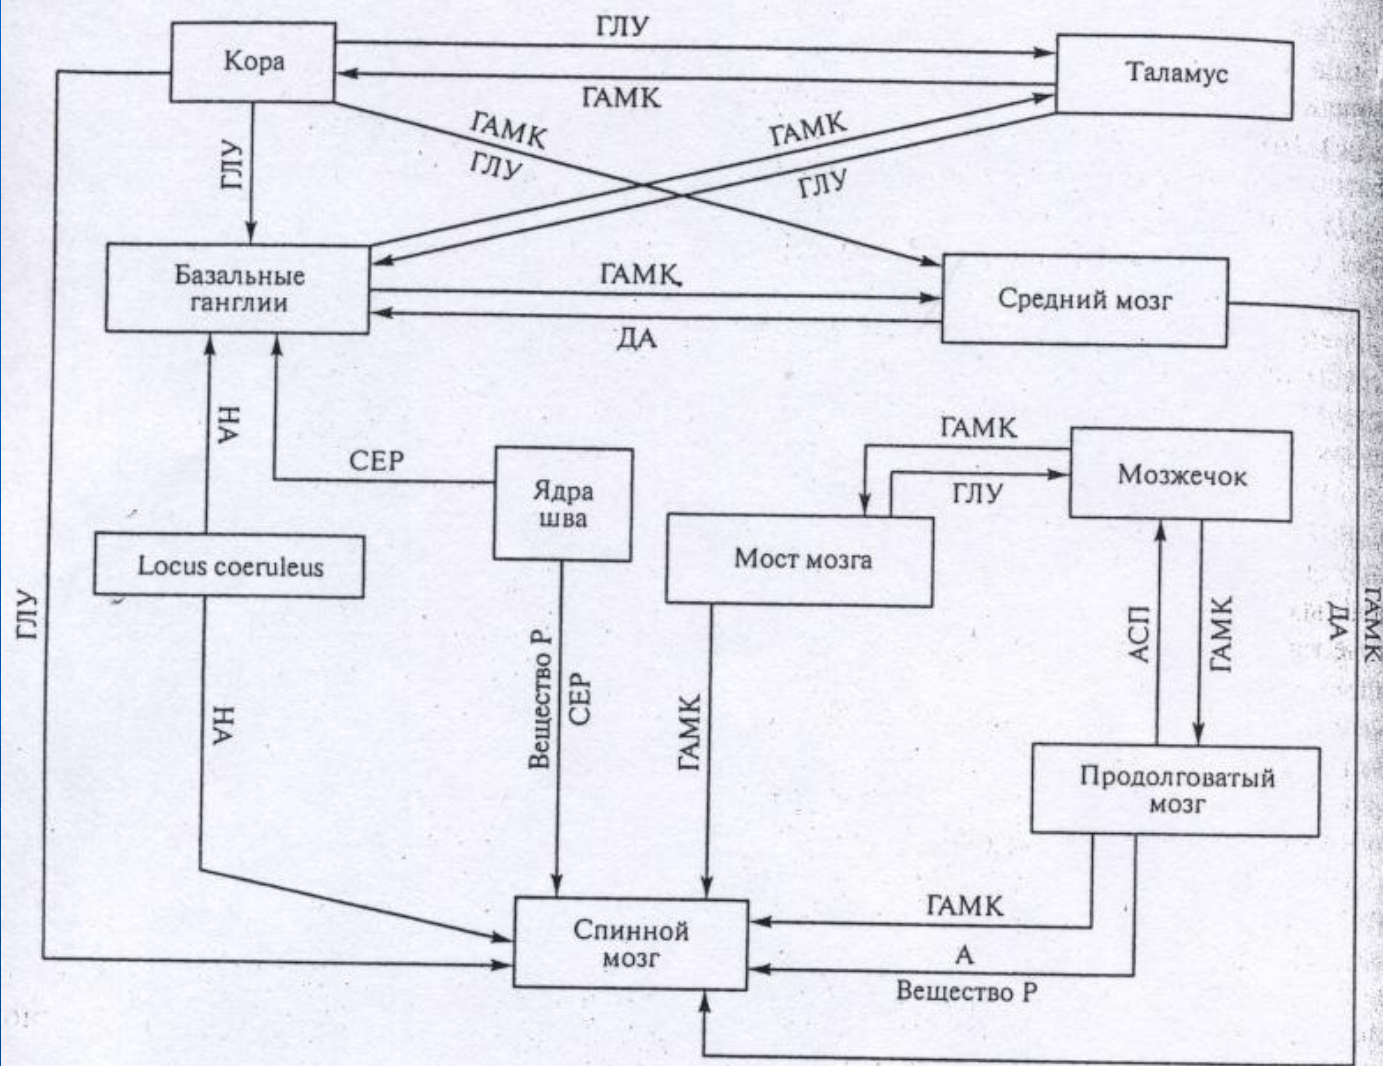 ГЛУ
Кора
Таламус
ГАМК
ГАМК
ГЛУ
ГАМК
ГЛУ
ГЛУ
Базальные
ганглии
ГАМК
ДА
Средний мозг
НА
СЕР
Ядра
шва
ГАМК
ГЛУ
Мозжечок
Locus coeruleus
Мост мозга
ГЛУ
НА
Вещество Р
СЕР
ГАМК
АСП
ГАМК
ДА
ГАМК
Продолговатый
мозг
Спинной
мозг
ГАМК
А
Вещество Р